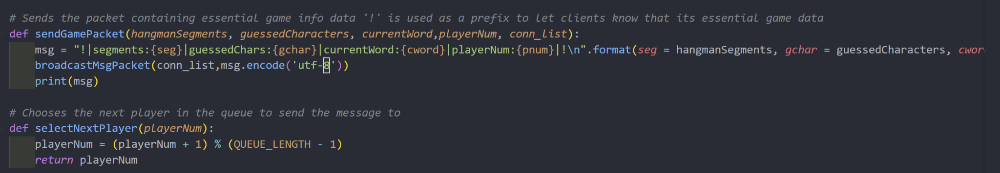 # Sends the packet containing essential game info data '!' is used as a prefix to let clients know that its essential game data
def sendGamePacket(hangmanSegments, guessedCharacters, currentWord,playerNum, conn_list):
    msg = "!|segments:{seg}|guessedChars:{gchar}|currentWord:{cword}|playerNum:{pnum}|!\n".format(seg = hangmanSegments, gchar = guessedCharacters, cwor
    broadcastMsgPacket(conn_list,msg.encode('utf-8'))
    print(msg)
# Chooses the next player in the queue to send the message to
def selectNextPlayer(playerNum):
    playerNum = (playerNum + 1) % (QUEUE_LENGTH - 1)
    return playerNum